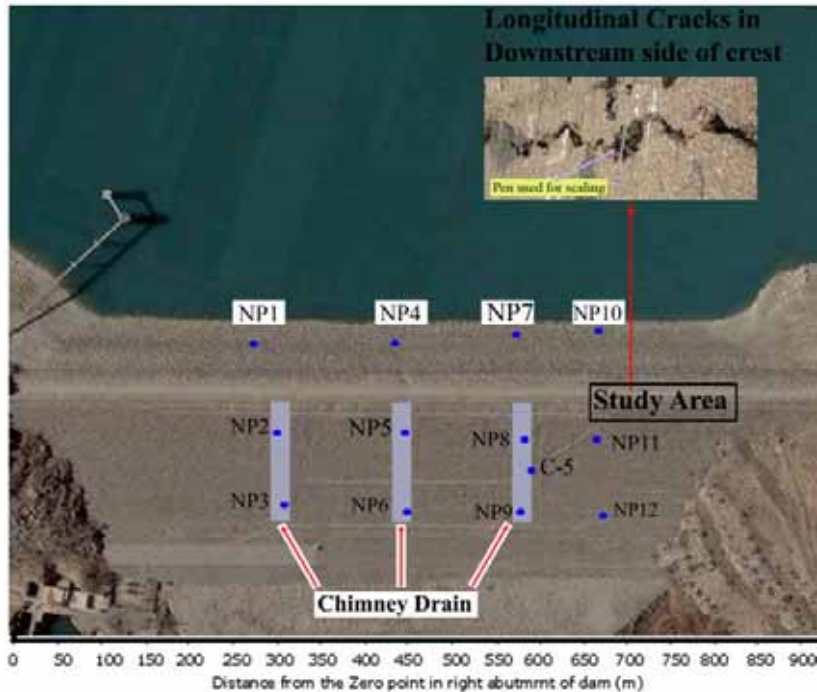 Longitudinal Cracks in
Downstream side of crest
Pen used for scaling
NP1 NP4 NP7 NP10
Study Area
NP2 NP5 NP8 NP11
C-5
NP3 NP6 NP9 NP12
Chimney Drain
0 50 100 150 200 250 300 350 400 450 500 550 600 650 700 750 800 850 900
Distance from the Zero point in right abutmrnt of dam (m)